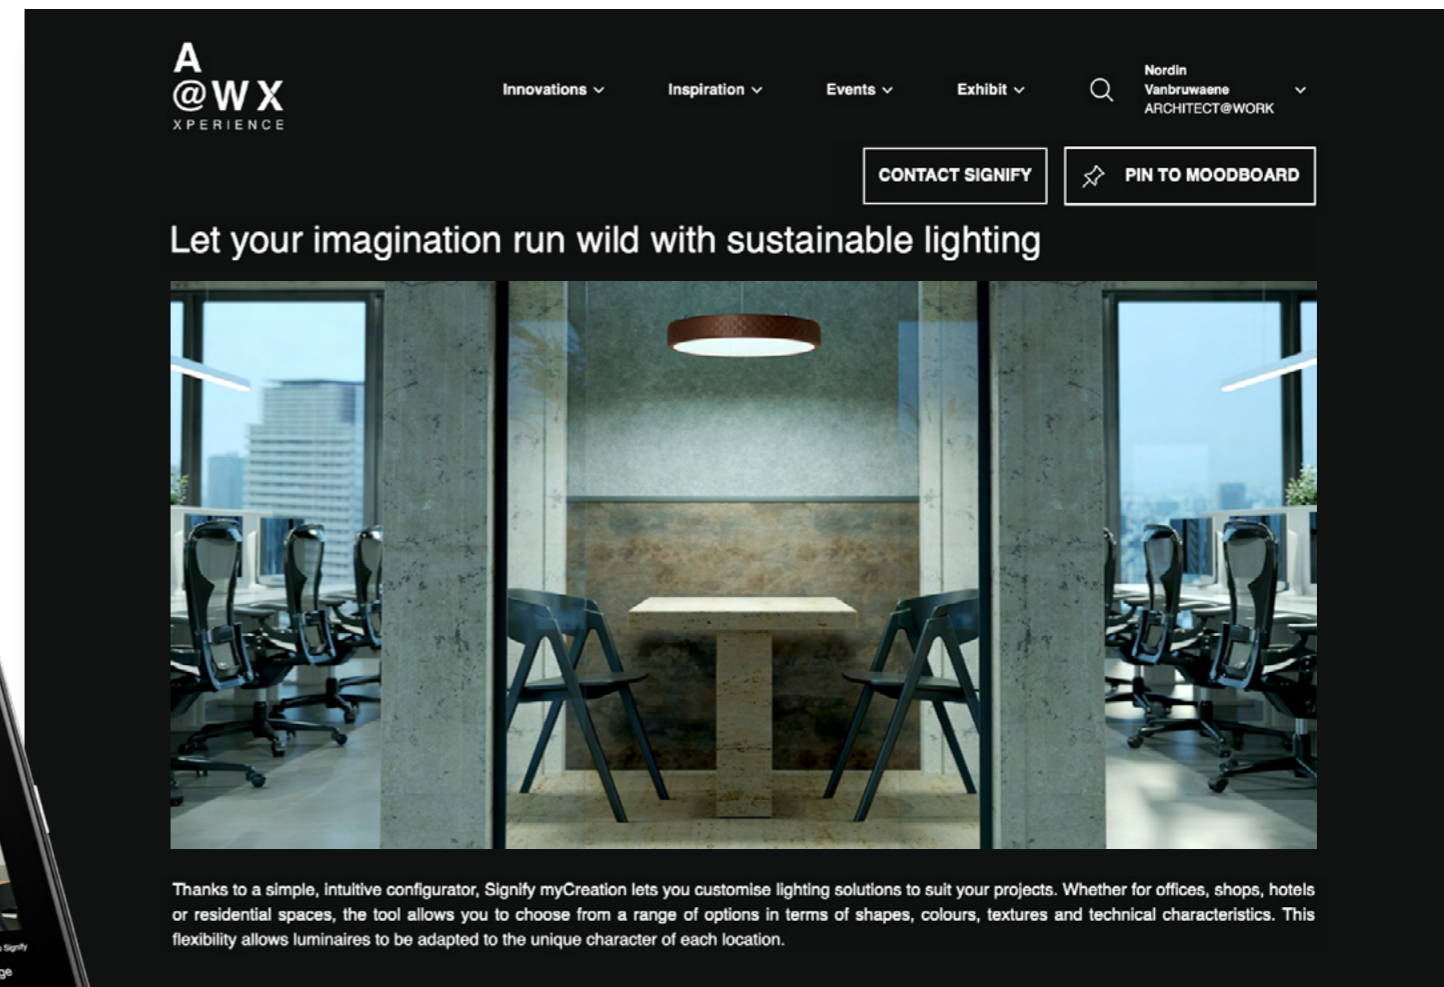 A
@WX
XPERIENCE
Innovations
Inspiration
Events
Exhibit
Nordin
Vanbruwaene
ARCHITECT@WORK
CONTACT SIGNIFY
PIN TO MOODBOARD
Let your imagination run wild with sustainable lighting
Thanks to a simple, intuitive configurator, Signify myCreation lets you customise lighting solutions to suit your projects. Whether for offices, shops, hotels
or residential spaces, the tool allows you to choose from a range of options in terms of shapes, colours, textures and technical characteristics. This
flexibility allows luminaires to be adapted to the unique character of each location.
Signify